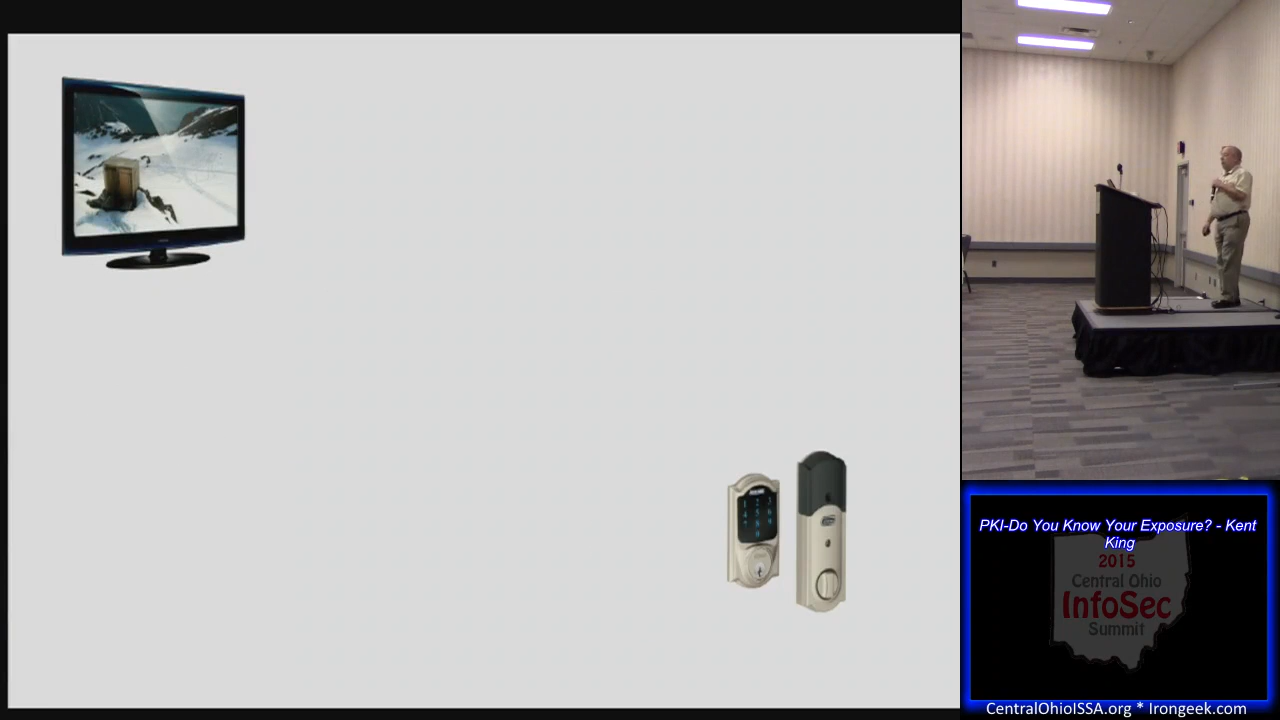 PKI-Do You Know Your Exposure? - Kent
King
2015
Central Ohio
InfoSec
Summit
CentralOhioISSA.org * Irongeek.com